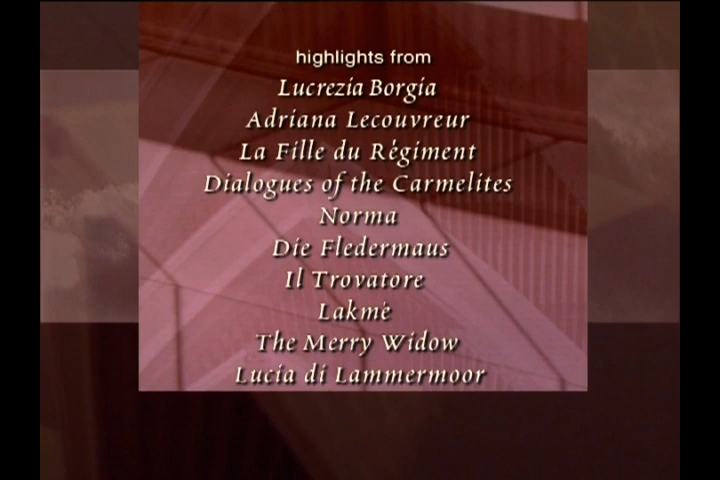 highlights from
Lucrezia Borgia
Adriana Lecouvreur
La Fille du Régiment
Dialogues of the Carmelites
Norma
Die Fledermaus
Il Trovatore
Lakmé
The Merry Widow
Lucia di Lammermoor